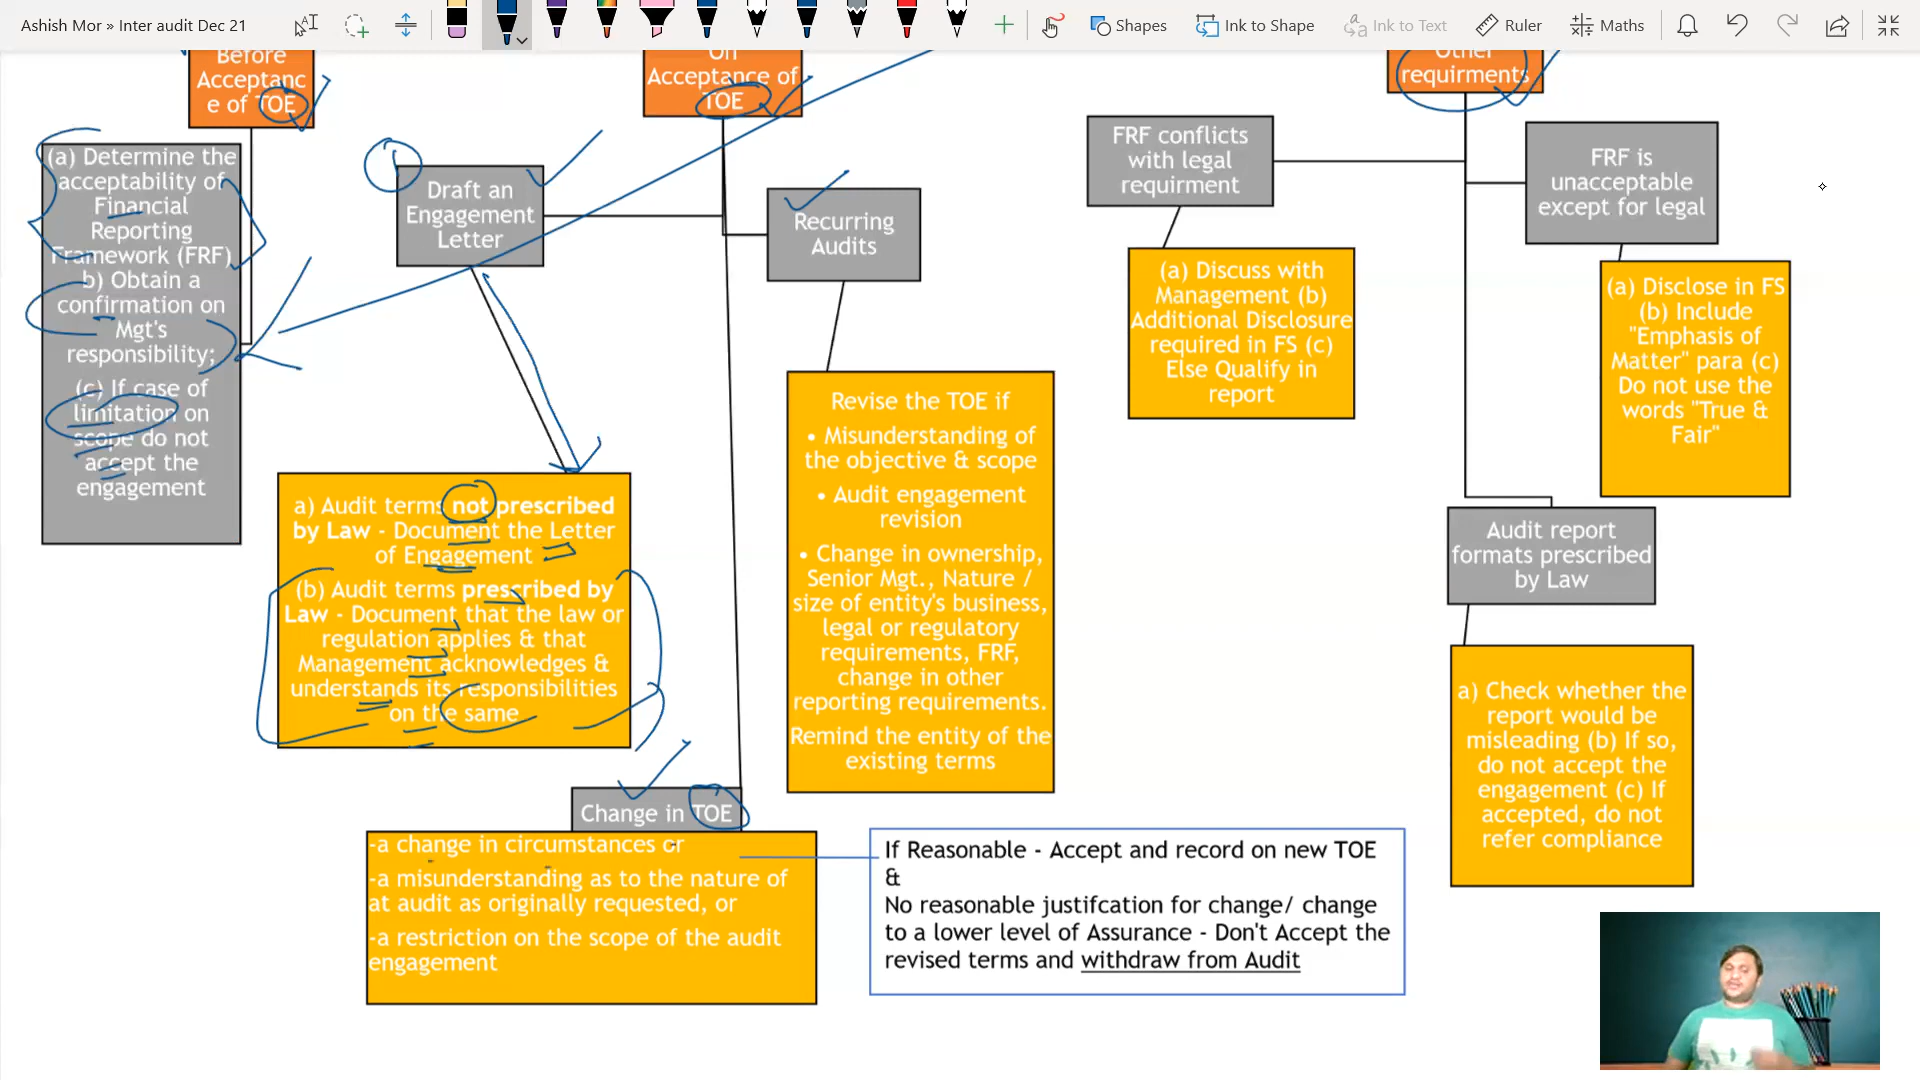 Ashish Mor » Inter audit Dec 21
Shapes
Ink to Shape
Ink to Text
Ruler
Maths
Before
Acceptanc
e of TOE
On
Acceptance of
TOE
Other
requirments
(a) Determine the
acceptability of
Financial
Reporting
Framework (FRF)
b) Obtain a
confirmation on
Mgt's
responsibility;
(c) If case of
limitation on
scope do not
accept the
engagement
Draft an
Engagement
Letter
Recurring
Audits
FRF conflicts
with legal
requirment
FRF is
unacceptable
except for legal
(a) Discuss with
Management (b)
Additional Disclosure
required in FS (c)
Else Qualify in
report
(a) Disclose in FS
(b) Include
"Emphasis of
Matter" para (c)
Do not use the
words "True &
Fair"
a) Audit terms not prescribed
by Law - Document the Letter
of Engagement
(b) Audit terms prescribed by
Law - Document that the law or
regulation applies & that
Management acknowledges &
understands its responsibilities
on the same
Revise the TOE if
• Misunderstanding of
the objective & scope
• Audit engagement
revision
• Change in ownership,
Senior Mgt., Nature /
size of entity's business,
legal or regulatory
requirements, FRF,
change in other
reporting requirements.
Remind the entity of the
existing terms
Audit report
formats prescribed
by Law
a) Check whether the
report would be
misleading (b) If so,
do not accept the
engagement (c) If
accepted, do not
refer compliance
Change in TOE
-a change in circumstances or
-a misunderstanding as to the nature of
at audit as originally requested, or
-a restriction on the scope of the audit
engagement
If Reasonable - Accept and record on new TOE
&
No reasonable justifcation for change/ change
to a lower level of Assurance - Don't Accept the
revised terms and withdraw from Audit